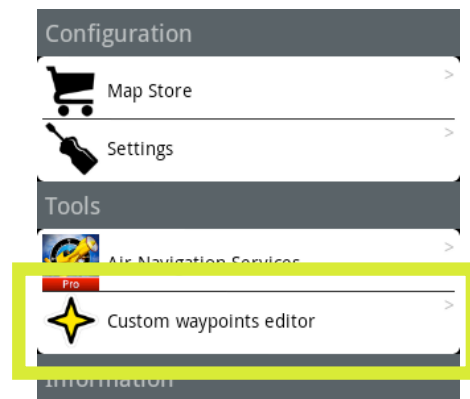 Configuration
Map Store
>
Settings
>
Tools
Air Navigation Services
>
Pro
Custom waypoints editor
>
Information